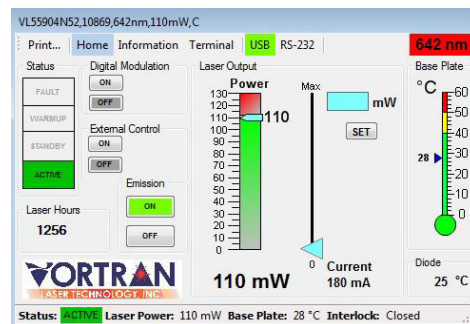 VL55904N52,10869,642nm,110mW,C
Print... Home Information Terminal USB RS-232 642 nm
Status Digital Modulation Laser Output Base Plate
FAULT
WARMUP
STANDBY
ACTIVE
ON
OFF
External Control
ON
OFF
Emission
ON
OFF
Laser Hours
1256
VORTRAN
LASER TECHNOLOGY, INC.
Power
130
120
110
100
90
80
70
60
50
40
30
20
10
0
110
110 mW
Max
0
mW
SET
Current
180 mA
°C
60
50
40
30
20
10
0
28
Diode
25 °C
Status: ACTIVE Laser Power: 110 mW Base Plate: 28 °C Interlock: Closed